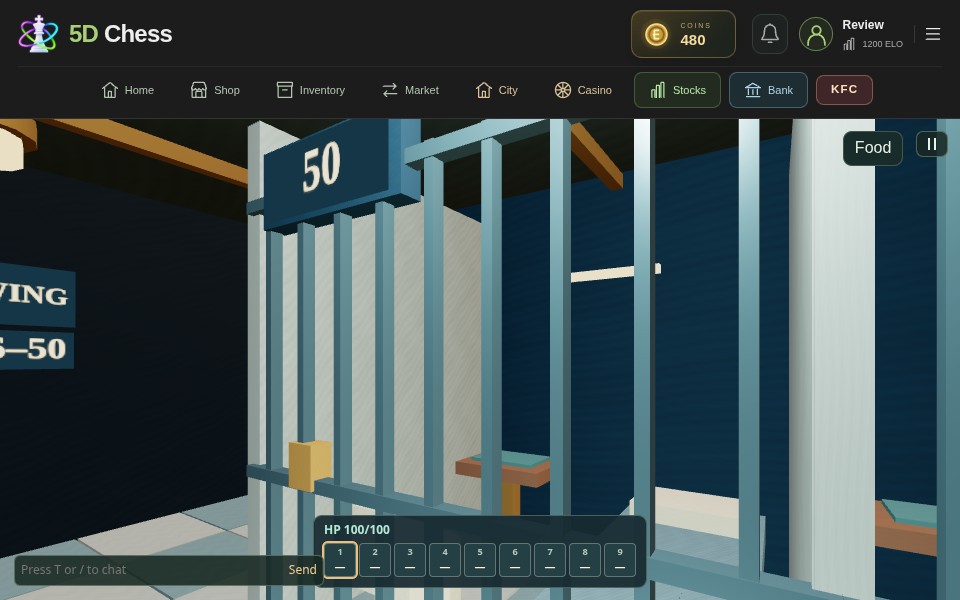 5D Chess
COINS
480
Review
1200 ELO
Home
Shop
Inventory
Market
City
Casino
Stocks
Bank
KFC
50
Food
–50
HP 100/100
1 2 3 4 5 6 7 8 9
— — — — — — — — —
Press T or / to chat
Send